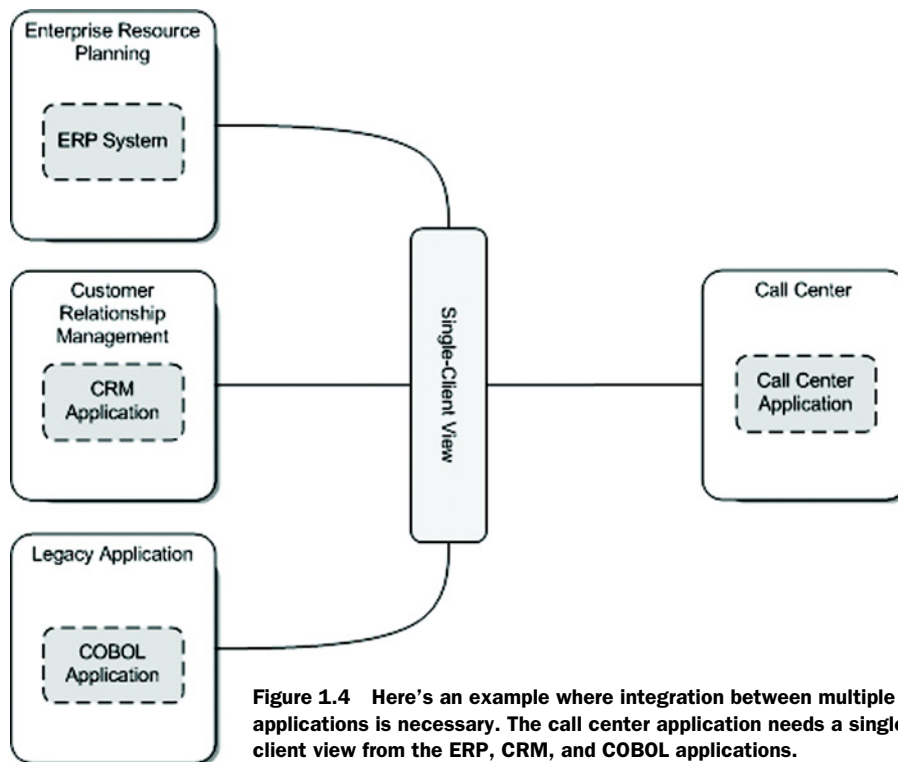 Enterprise Resource
Planning
ERP System
Customer
Relationship
Management
CRM
Application
Legacy Application
COBOL
Application
Single-Client View
Call Center
Call Center
Application
Figure 1.4 Here's an example where integration between multiple
applications is necessary. The call center application needs a single-
client view from the ERP, CRM, and COBOL applications.